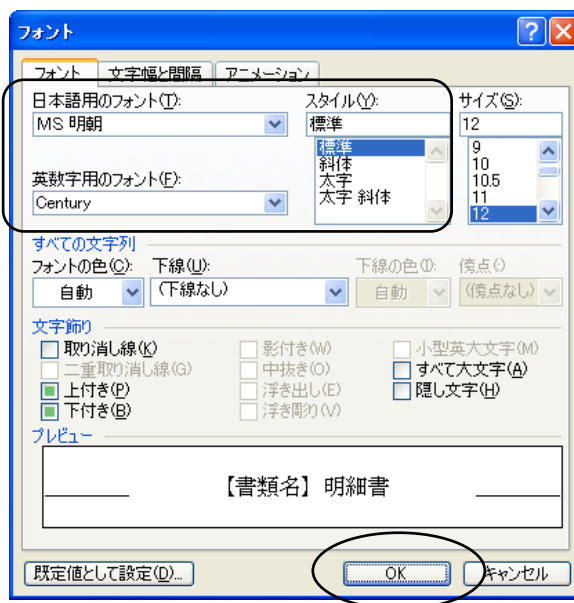 フォント
フォント 文字幅と間隔 アニメーション
日本語用のフォント(T): スタイル(Y): サイズ(S):
MS 明朝 標準 12
標準 9
斜体 10
太字 10.5
太字 斜体 11
12
英数字用のフォント(F):
Century
すべての文字列
フォントの色(C): 下線(U): 下線の色(I): 傍点(·)
自動 (下線なし) 自動 (傍点なし)
文字飾り
取り消し線(K) 影付き(W) 小型英大文字(M)
二重取り消し線(G) 中抜き(O) すべて大文字(A)
上付き(P) 浮き出し(E) 隠し文字(H)
下付き(B) 浮き彫り(V)
プレビュー
【書類名】明細書
既定値として設定(D)... OK キャンセル